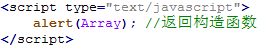 <script type="text/javascript">
alert(Array); //返回构造函数
</script>